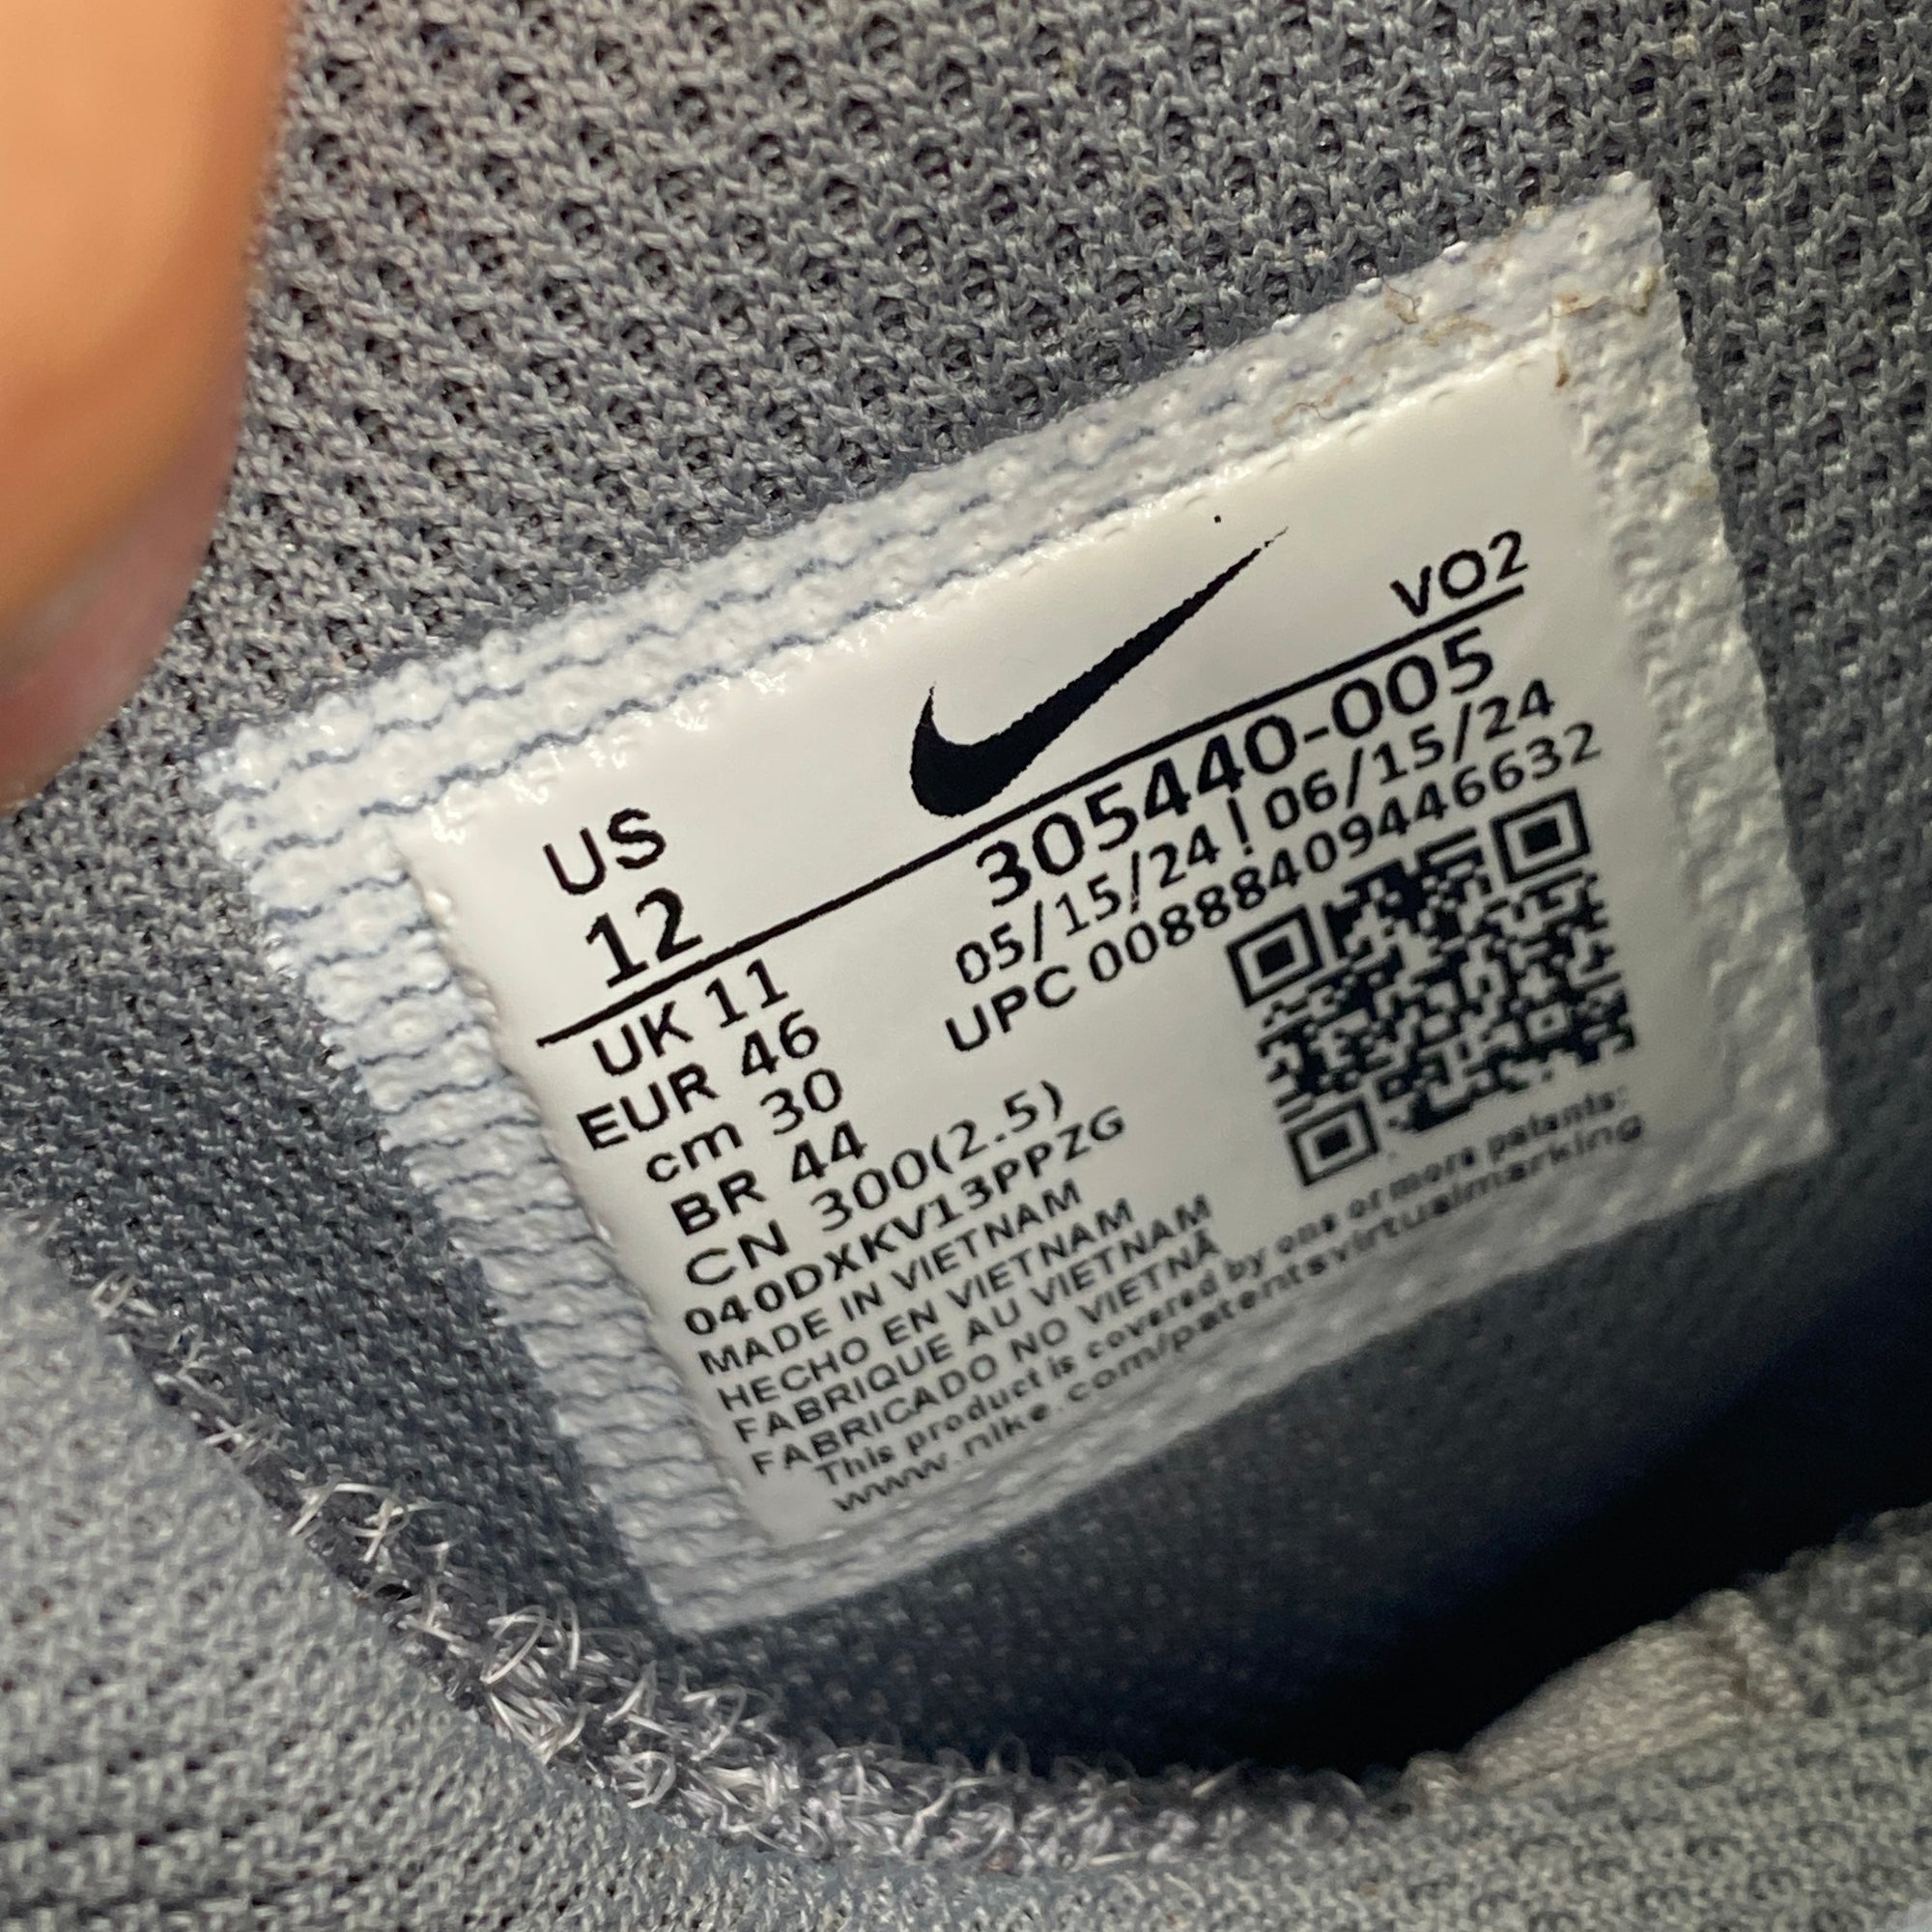 VO2
US
12
305440-005
05/15/24 | 06/15/24
UPC 00888409446632
UK 11
EUR 46
cm 30
BR 44
CN 300(2.5)
040DXKV13PPZG
MADE IN VIETNAM
HECHO EN VIETNAM
FABRIQUE AU VIETNAM
FABRICADO NO VIETNÃ
This product is covered by one or more patents:
www.nike.com/patentsvirtualmarking